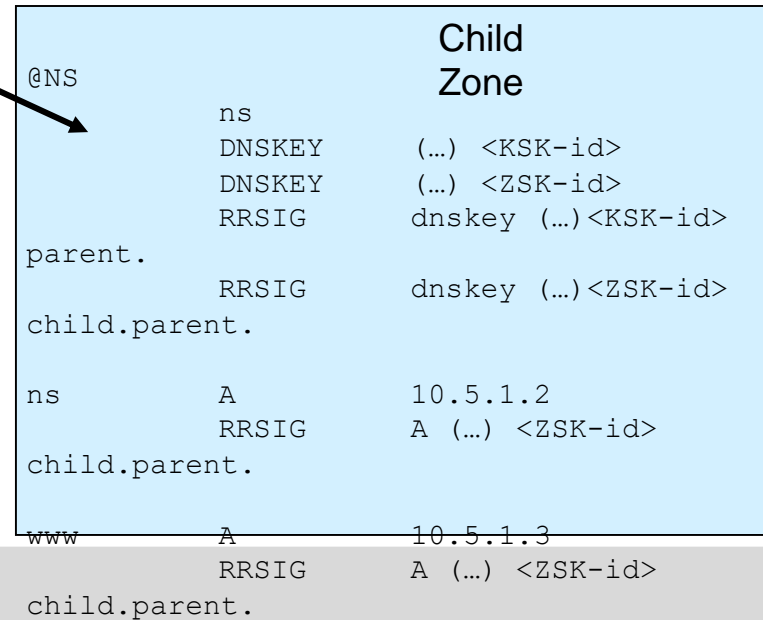 Child
Zone
@NS
ns
DNSKEY (…) <KSK-id>
DNSKEY (…) <ZSK-id>
RRSIG dnskey (…)<KSK-id>
parent.
RRSIG dnskey (…)<ZSK-id>
child.parent.
ns A 10.5.1.2
RRSIG A (…) <ZSK-id>
child.parent.
www A 10.5.1.3
RRSIG A (…) <ZSK-id>
child.parent.